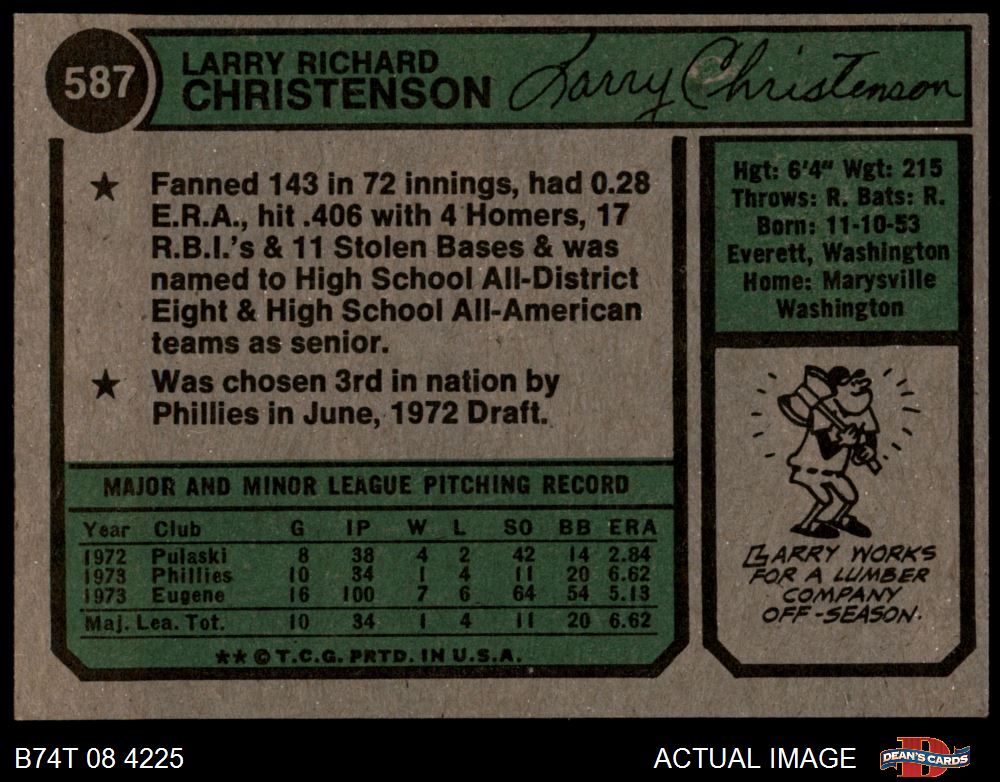 587
LARRY RICHARD
CHRISTENSON
Larry Christenson
★ Fanned 143 in 72 innings, had 0.28
E.R.A., hit .406 with 4 Homers, 17
R.B.I.'s & 11 Stolen Bases & was
named to High School All-District
Eight & High School All-American
teams as senior.
★ Was chosen 3rd in nation by
Phillies in June, 1972 Draft.
MAJOR AND MINOR LEAGUE PITCHING RECORD
Year Club G IP W L SO BB ERA
1972 Pulaski 8 38 4 2 42 14 2.84
1973 Phillies 10 34 1 4 11 20 6.62
1973 Eugene 16 100 7 6 64 54 5.13
Maj. Lea. Tot. 10 34 1 4 11 20 6.62
★★ © T.C.G. PRTD. IN U.S.A.
Hgt: 6'4" Wgt: 215
Throws: R. Bats: R.
Born: 11-10-53
Everett, Washington
Home: Marysville
Washington
LARRY WORKS
FOR A LUMBER
COMPANY
OFF-SEASON.
B74T 08 4225
ACTUAL IMAGE
DEAN'S CARDS